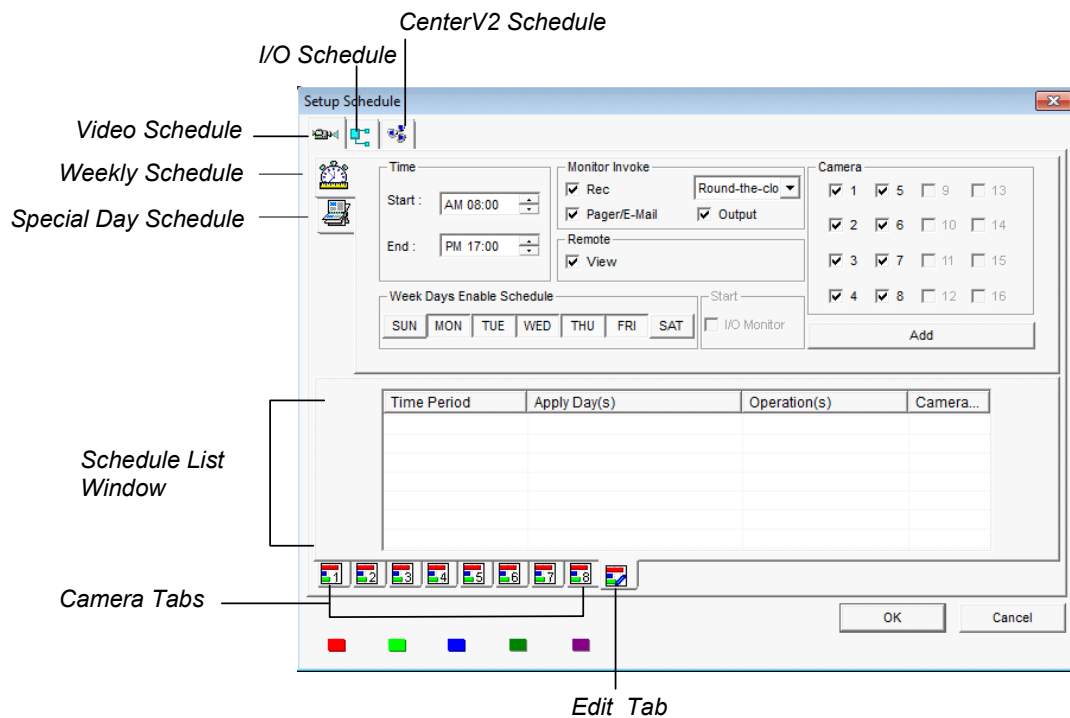 CenterV2 Schedule
I/O Schedule
Video Schedule
Weekly Schedule
Special Day Schedule
Setup Schedule
Time
Start :
AM 08:00
End :
PM 17:00
Monitor Invoke
Rec
Round-the-clo
Pager/E-Mail
Output
Remote
View
Camera
1 5 9 13
2 6 10 14
3 7 11 15
4 8 12 16
Week Days Enable Schedule
SUN MON TUE WED THU FRI SAT
Start
I/O Monitor
Add
Schedule List
Window
Time Period Apply Day(s) Operation(s) Camera...
1 2 3 4 5 6 7 8
Camera Tabs
OK Cancel
Edit Tab